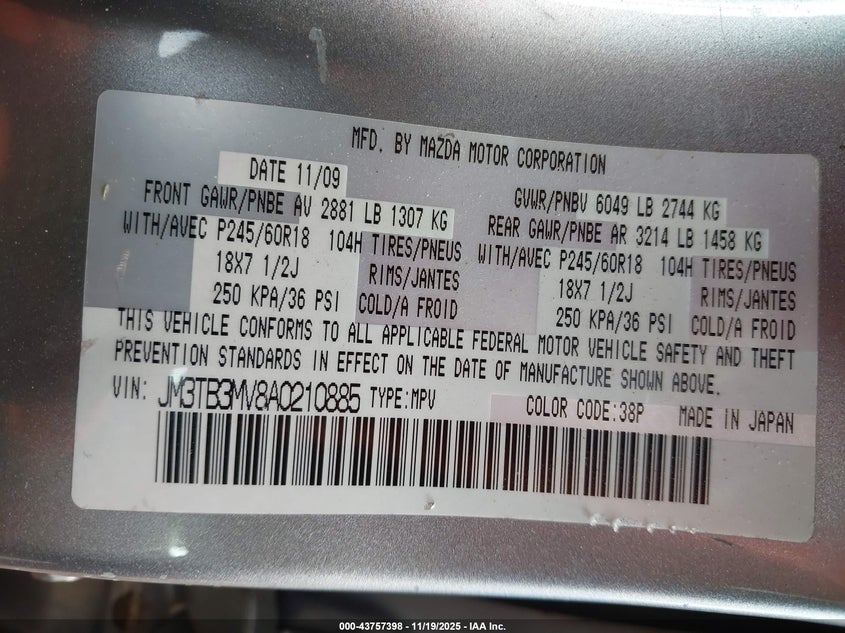 MFD. BY MAZDA MOTOR CORPORATION
DATE 11/09
GVWR/PNBV 6049 LB 2744 KG
FRONT GAWR/PNBE AV 2881 LB 1307 KG
REAR GAWR/PNBE AR 3214 LB 1458 KG
WITH/AVEC P245/60R18 104H TIRES/PNEUS
WITH/AVEC P245/60R18 104H TIRES/PNEUS
18X7 1/2J RIMS/JANTES
18X7 1/2J RIMS/JANTES
250 KPA/36 PSI COLD/A FROID
250 KPA/36 PSI COLD/A FROID
THIS VEHICLE CONFORMS TO ALL APPLICABLE FEDERAL MOTOR VEHICLE SAFETY AND THEFT
PREVENTION STANDARDS IN EFFECT ON THE DATE OF MANUFACTURE SHOWN ABOVE.
VIN: JM3TB3MV8A0210885 TYPE:MPV COLOR CODE:38P MADE IN JAPAN
000-43757398 - 11/19/2025 - IAA Inc.